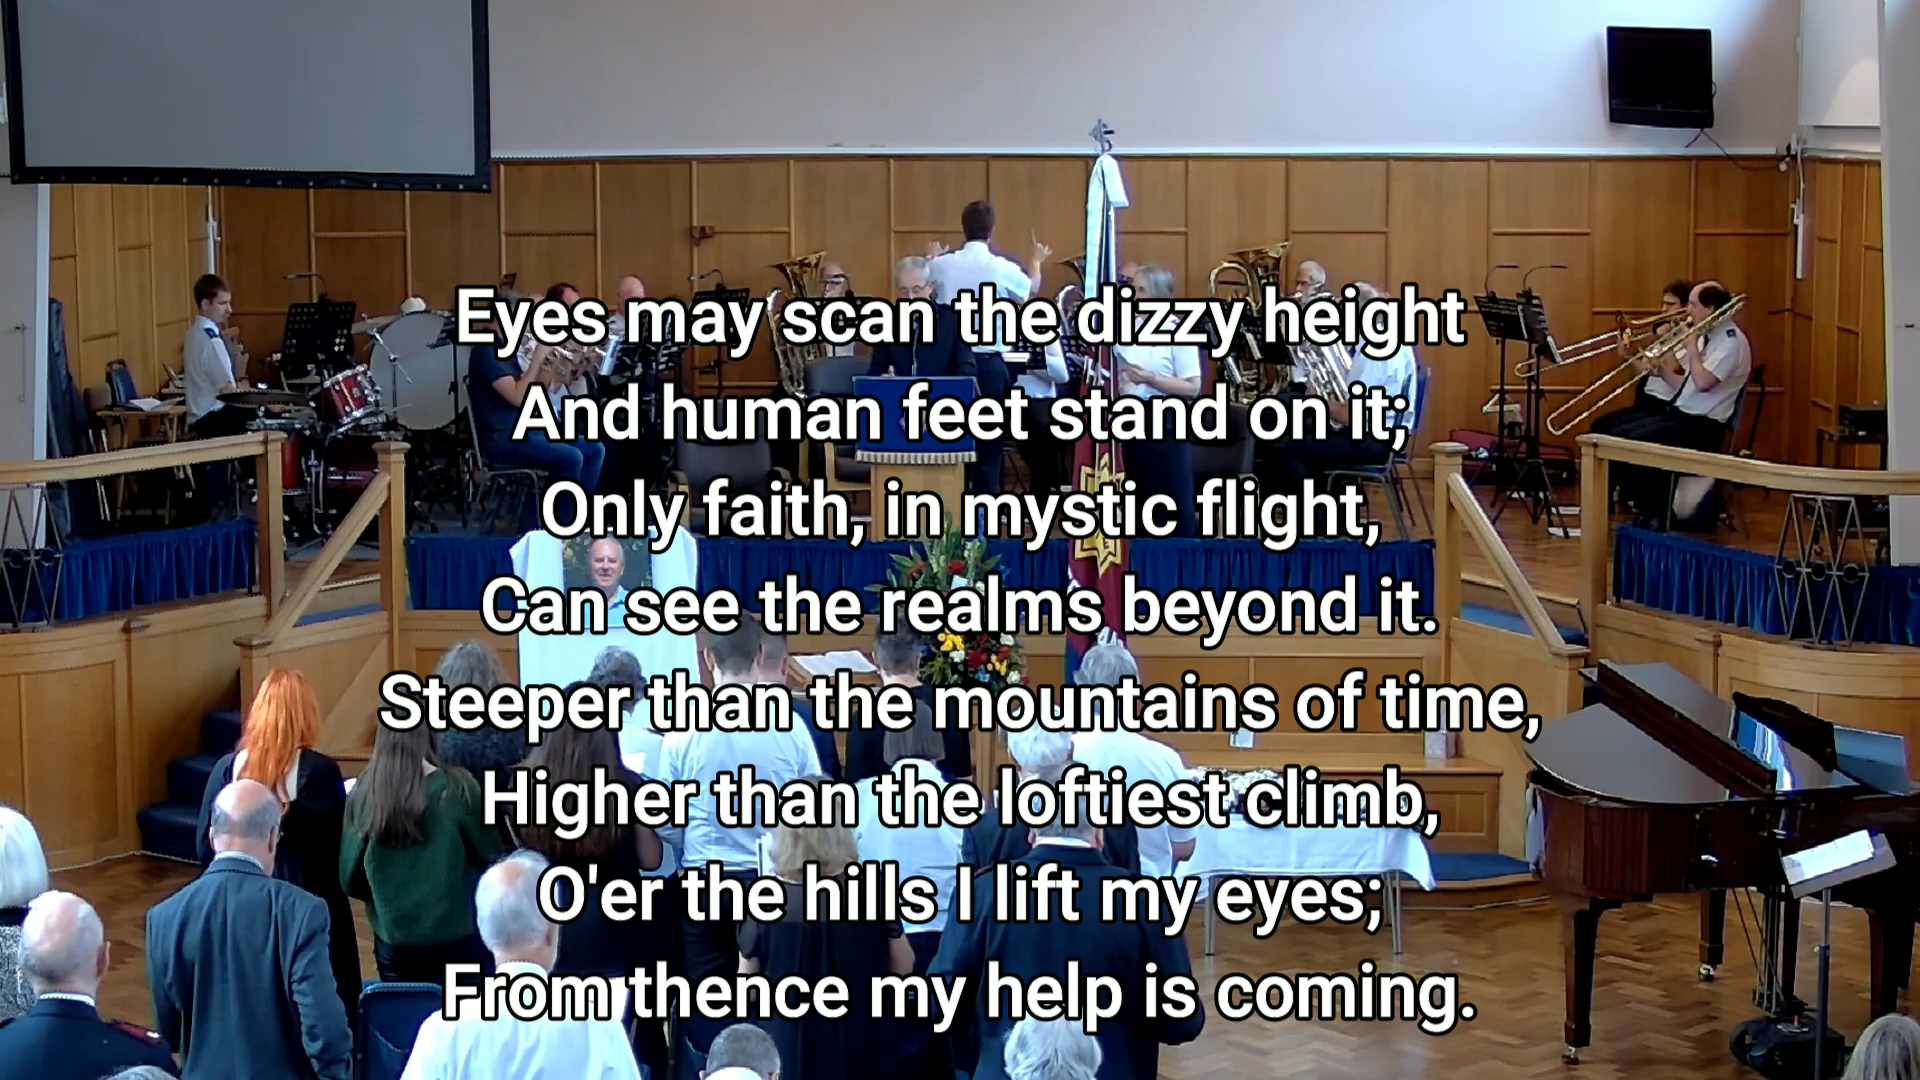 Eyes may scan the dizzy height
And human feet stand on it;
Only faith, in mystic flight,
Can see the realms beyond it.
Steeper than the mountains of time,
Higher than the loftiest climb,
O'er the hills I lift my eyes;
From thence my help is coming.